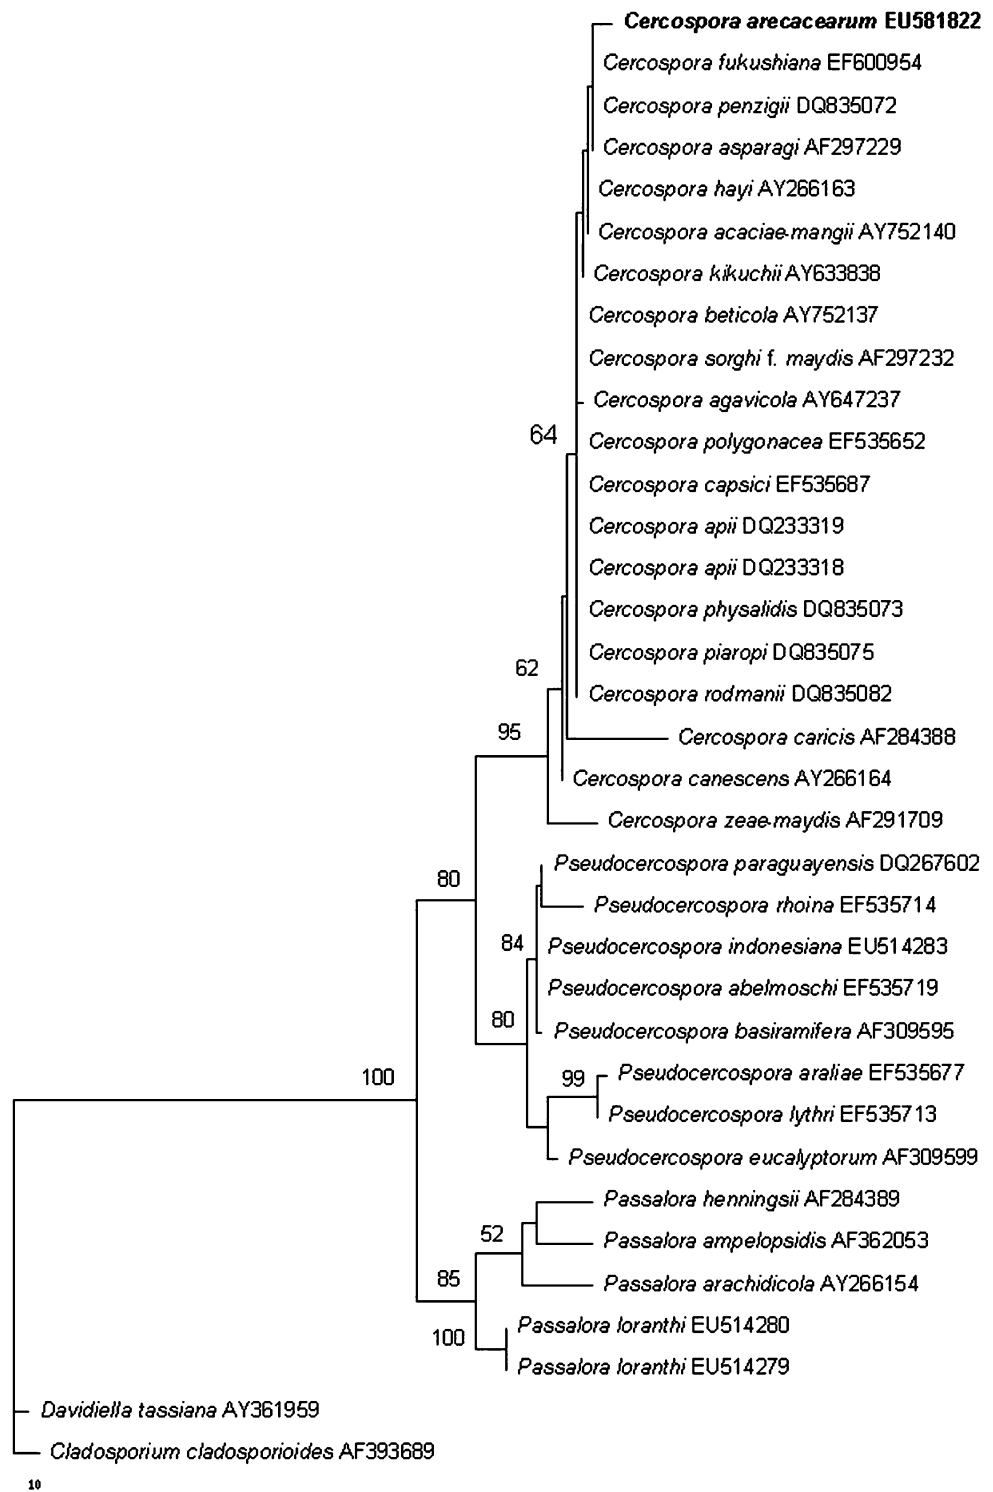 Cercospora arecacearum EU581822
Cercospora fukushiana EF600954
Cercospora penzigii DQ835072
Cercospora asparagi AF297229
Cercospora hayi AY266163
Cercospora acaciae-mangii AY752140
Cercospora kikuchii AY633838
Cercospora beticola AY752137
Cercospora sorghi f. maydis AF297232
Cercospora agavicola AY647237
64
Cercospora polygonacea EF535652
Cercospora capsici EF535687
Cercospora apii DQ233319
Cercospora apii DQ233318
Cercospora physalidis DQ835073
Cercospora piaropi DQ835075
62
Cercospora rodmanii DQ835082
95
Cercospora caricis AF284388
Cercospora canescens AY266164
Cercospora zeae-maydis AF291709
Pseudocercospora paraguayensis DQ267602
80
Pseudocercospora rhoina EF535714
84
Pseudocercospora indonesiana EU514283
Pseudocercospora abelmoschi EF535719
80
Pseudocercospora basiramifera AF309595
100
99
Pseudocercospora araliae EF535677
Pseudocercospora lythri EF535713
Pseudocercospora eucalyptorum AF309599
Passalora henningsii AF284389
52
Passalora ampelopsidis AF362053
85
Passalora arachidicola AY266154
Passalora loranthi EU514280
100
Passalora loranthi EU514279
Davidiella tassiana AY361959
Cladosporium cladosporioides AF393689
10